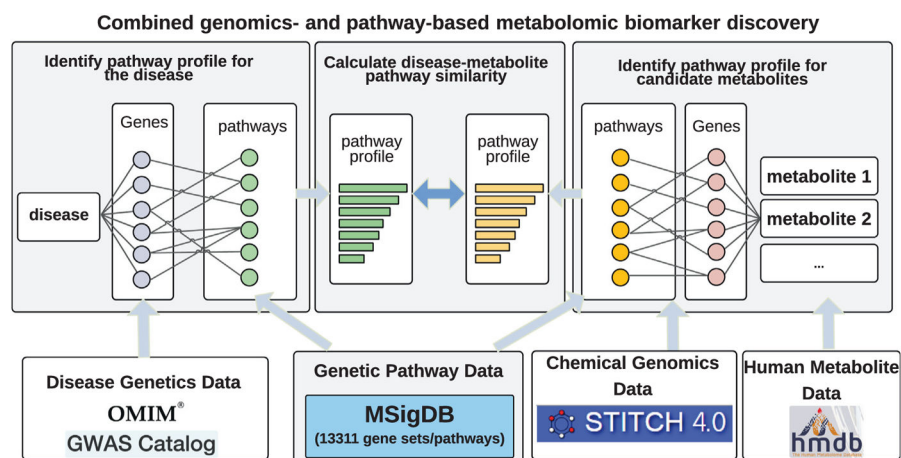 Combined genomics- and pathway-based metabolomic biomarker discovery
Identify pathway profile for
the disease
Genes
pathways
disease
Calculate disease-metabolite
pathway similarity
pathway
profile
pathway
profile
Identify pathway profile for
candidate metabolites
pathways
Genes
metabolite 1
metabolite 2
...
Disease Genetics Data
OMIM®
GWAS Catalog
Genetic Pathway Data
MSigDB
(13311 gene sets/pathways)
Chemical Genomics
Data
STITCH 4.0
Human Metabolite
Data
hmdb